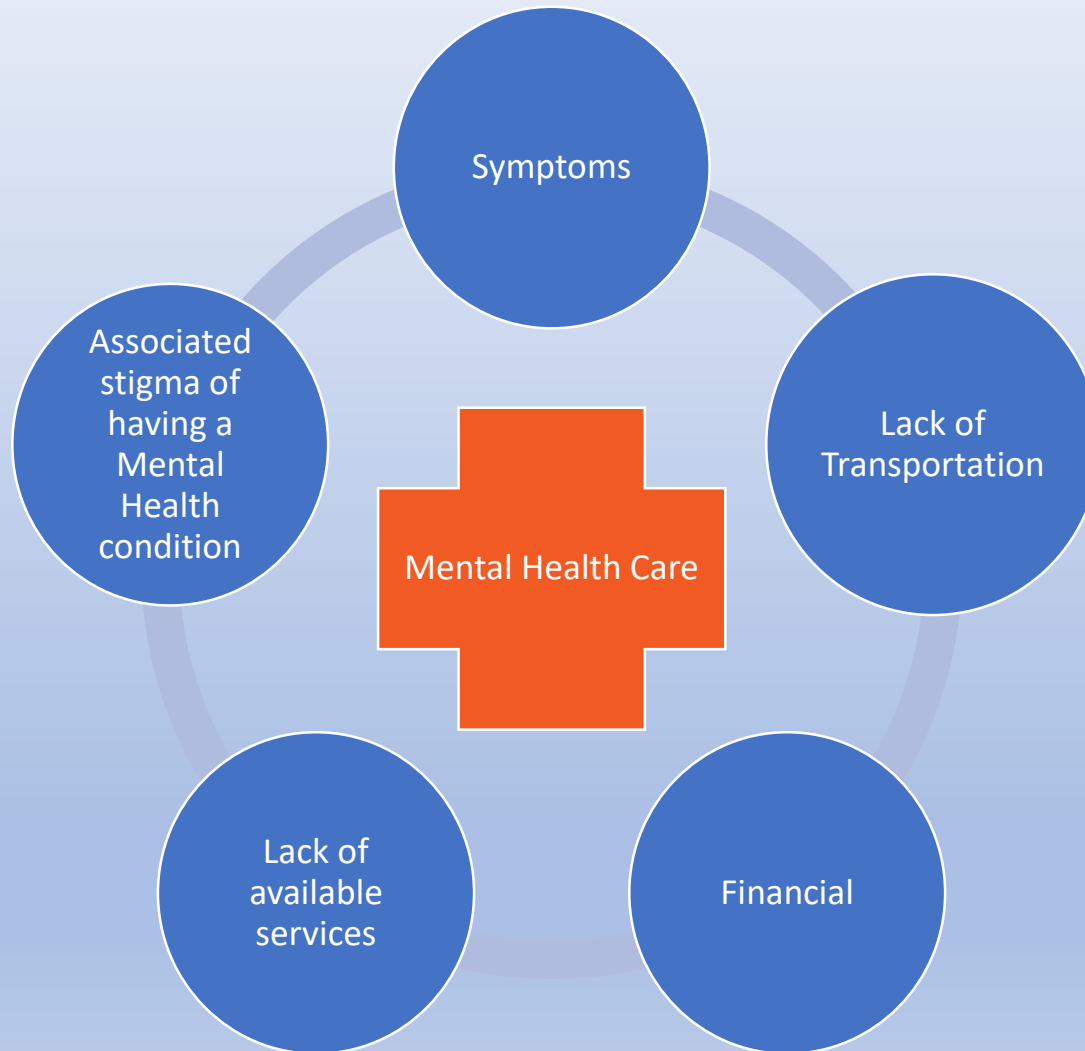 Symptoms
Associated
stigma of
having a
Mental
Health
condition
Lack of
Transportation
Mental Health Care
Lack of
available
services
Financial